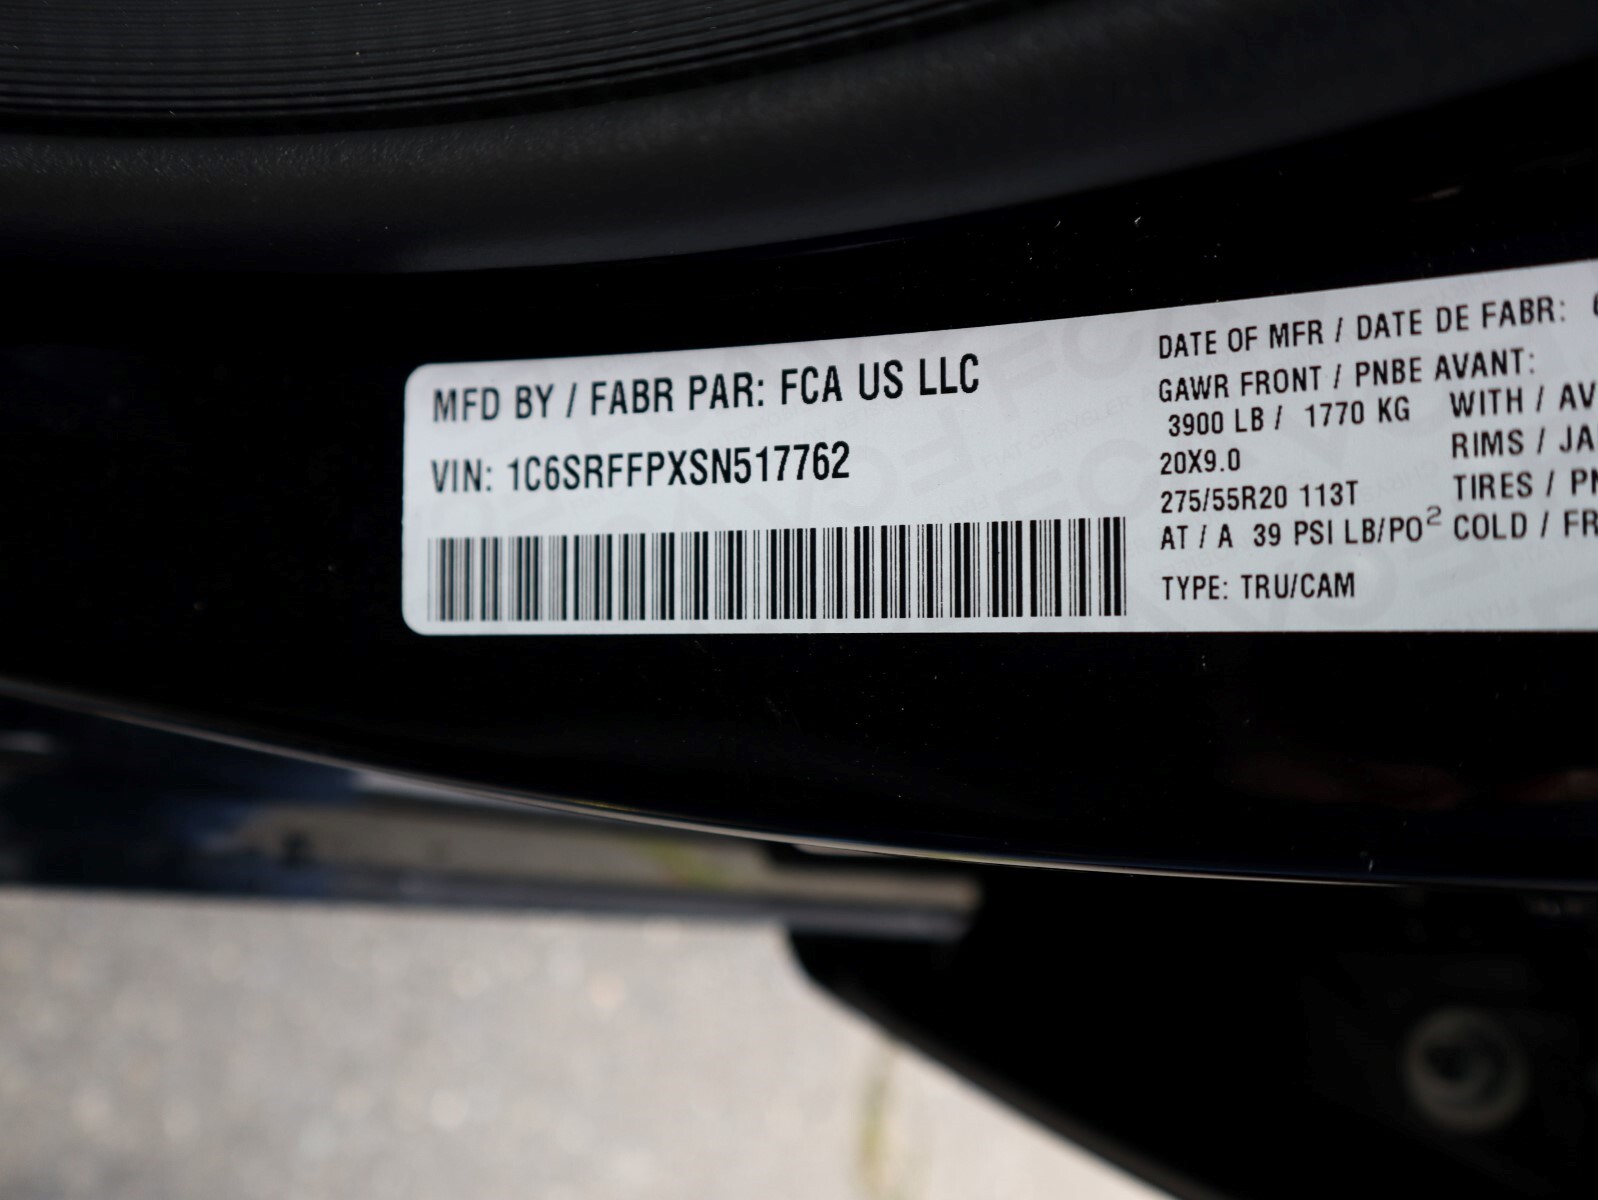 MFD BY / FABR PAR: FCA US LLC
VIN: 1C6SRFFPXSN517762
DATE OF MFR / DATE DE FABR:
GAWR FRONT / PNBE AVANT:
3900 LB / 1770 KG WITH / AV
20X9.0 RIMS / JA
275/55R20 113T TIRES / PN
AT / A 39 PSI LB/PO² COLD / FR
TYPE: TRU/CAM